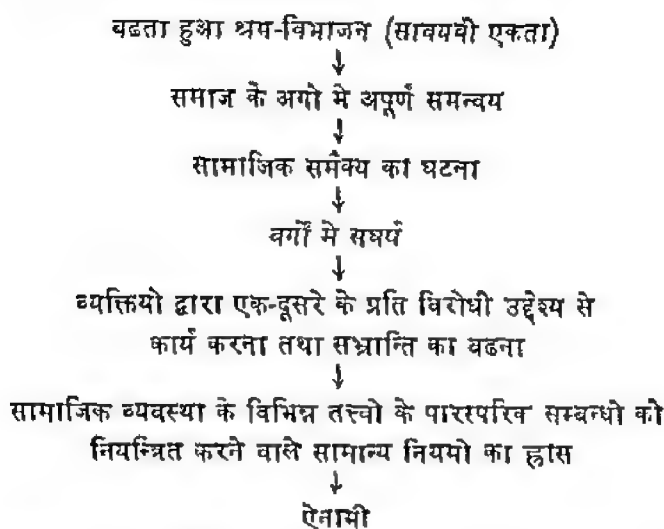 बढता हुआ श्रम-विभाजन (सावयवी एकता)
↓
समाज के अगो मे अपूर्ण समन्वय
↓
सामाजिक समैक्य का घटना
↓
वर्गों मे सघर्ष
↓
व्यक्तियो द्वारा एक-दूसरे के प्रति विरोधी उद्देश्य से
कार्य करना तथा सभ्रान्ति का बढना
↓
सामाजिक व्यवस्था के विभिन्न तत्त्वो के पारस्परिक सम्बन्धो को
नियन्त्रित करने वाले सामान्य नियमो का ह्रास
↓
ऐनामी